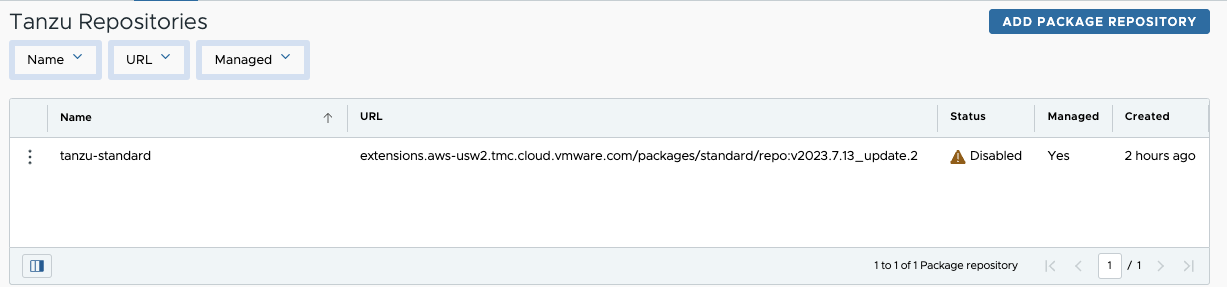 Tanzu Repositories
ADD PACKAGE REPOSITORY
Name URL Managed
Name URL Status Managed Created
tanzu-standard extensions.aws-usw2.tmc.cloud.vmware.com/packages/standard/repo:v2023.7.13_update.2 Disabled Yes 2 hours ago
1 to 1 of 1 Package repository 1 / 1